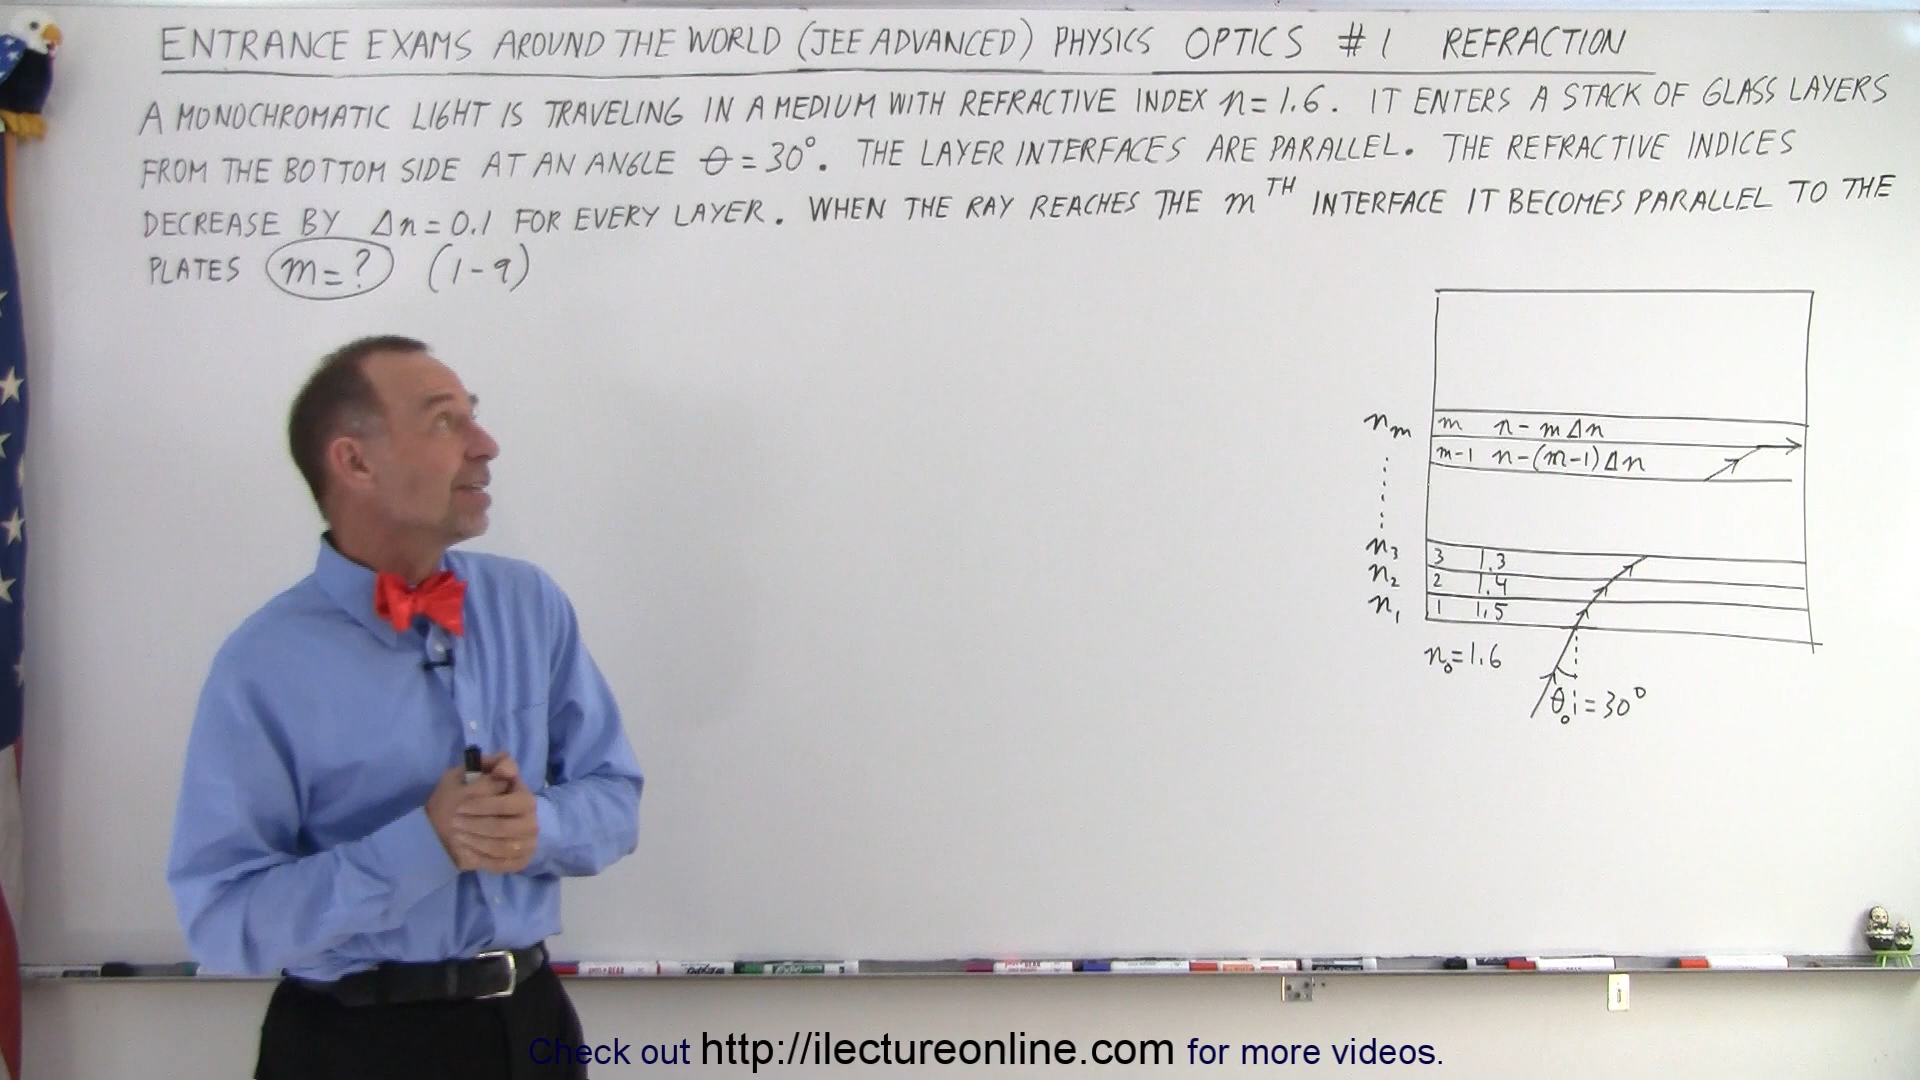 ENTRANCE EXAMS AROUND THE WORLD (JEE ADVANCED) PHYSICS OPTICS #1 REFRACTION
A MONOCHROMATIC LIGHT IS TRAVELING IN A MEDIUM WITH REFRACTIVE INDEX n=1.6. IT ENTERS A STACK OF GLASS LAYERS
FROM THE BOTTOM SIDE AT AN ANGLE θ=30°. THE LAYER INTERFACES ARE PARALLEL. THE REFRACTIVE INDICES
DECREASE BY Δn=0.1 FOR EVERY LAYER. WHEN THE RAY REACHES THE mTH INTERFACE IT BECOMES PARALLEL TO THE
PLATES m=? (1-9)
nm m n-mΔn
m-1 n-(m-1)Δn
n3 3 1.3
n2 2 1.4
n1 1 1.5
n0=1.6
θ0i=30°
Check out http://ilectureonline.com for more videos.